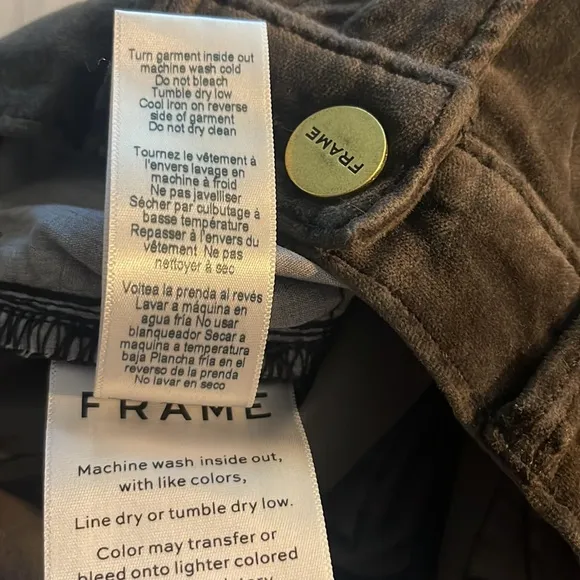 Turn garment inside out
machine wash cold
Do not bleach
Tumble dry low
Cool iron on reverse
side of garment
Do not dry clean
Tournez le vêtement à
l'envers lavage en
machine à froid
Ne pas javelliser
Sécher par culbutage à
basse température
Repasser à l'envers du
vêtement Ne pas
nettoyer à sec
Voltea la prenda al revés
Lavar a máquina en
agua fría No usar
blanqueador Secar a
maquina a temperatura
baja Plancha fría en el
reverso de la prenda
No lavar en seco
FRAME
FRAME
Machine wash inside out,
with like colors,
Line dry or tumble dry low.
Color may transfer or
bleed onto lighter colored